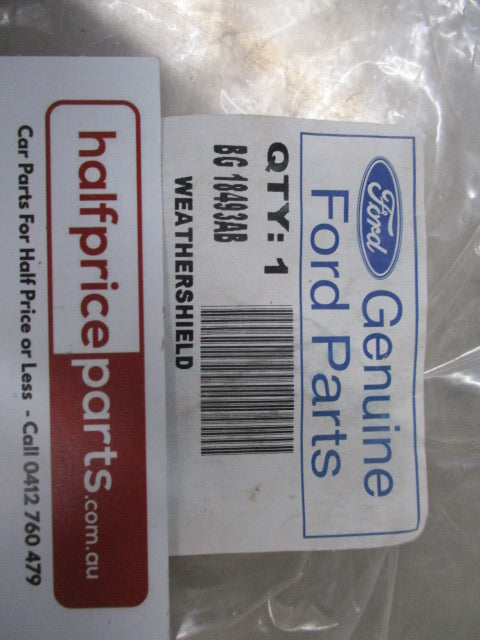 Ford
Genuine
Ford Parts
QTY: 1
BG 18493AB
WEATHERSHIELD
halfpriceparts.com.au
Car Parts For Half Price or Less - Call 0412 760 479